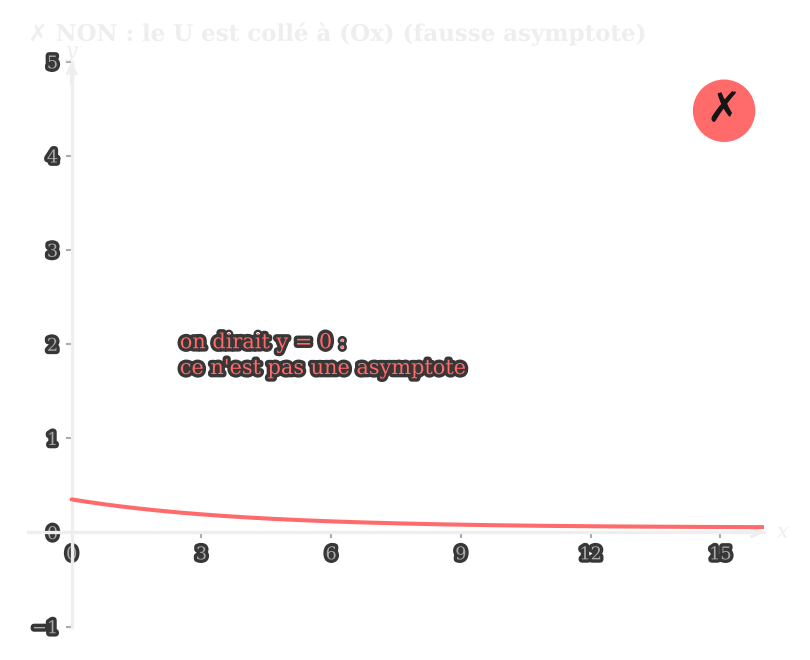 ✗ NON : le U est collé à (Ox) (fausse asymptote)
y
5
✗
4
3
2
on dirait y = 0 :
ce n'est pas une asymptote
1
0
x
0 3 6 9 12 15
−1